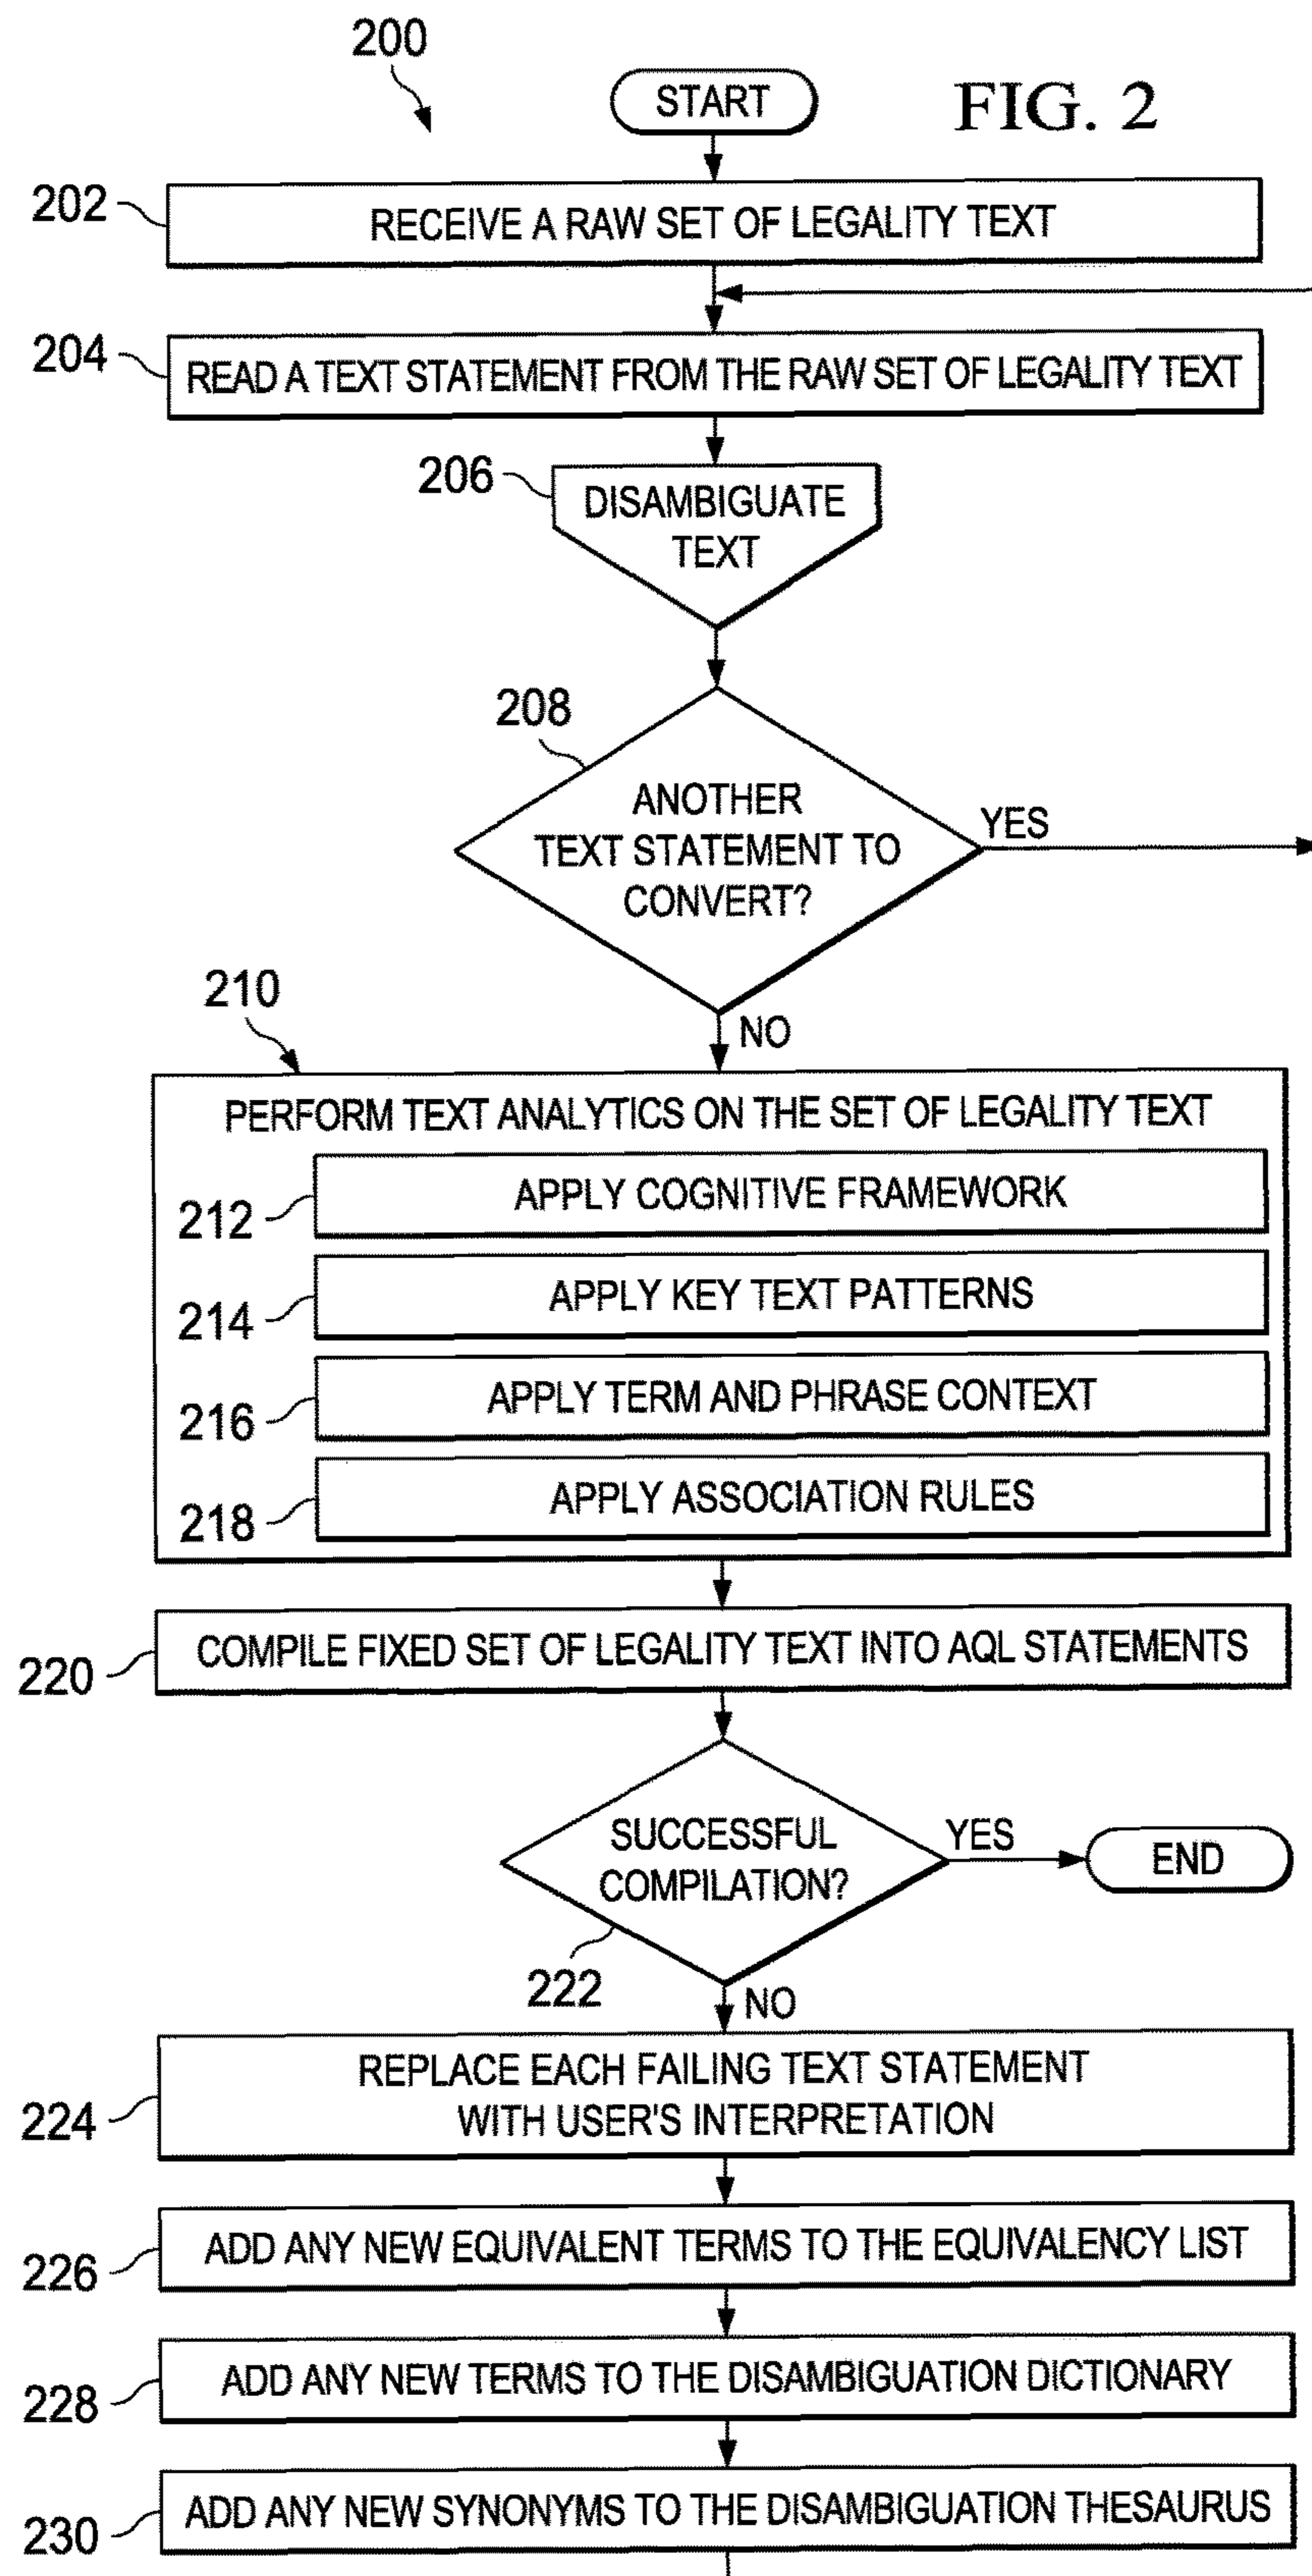 200
START
FIG. 2
202
RECEIVE A RAW SET OF LEGALITY TEXT
204
READ A TEXT STATEMENT FROM THE RAW SET OF LEGALITY TEXT
206
DISAMBIGUATE
TEXT
208
ANOTHER
TEXT STATEMENT TO
CONVERT?
YES
NO
210
PERFORM TEXT ANALYTICS ON THE SET OF LEGALITY TEXT
212
APPLY COGNITIVE FRAMEWORK
214
APPLY KEY TEXT PATTERNS
216
APPLY TERM AND PHRASE CONTEXT
218
APPLY ASSOCIATION RULES
220
COMPILE FIXED SET OF LEGALITY TEXT INTO AQL STATEMENTS
SUCCESSFUL
COMPILATION?
YES
END
222
NO
224
REPLACE EACH FAILING TEXT STATEMENT
WITH USER'S INTERPRETATION
226
ADD ANY NEW EQUIVALENT TERMS TO THE EQUIVALENCY LIST
228
ADD ANY NEW TERMS TO THE DISAMBIGUATION DICTIONARY
230
ADD ANY NEW SYNONYMS TO THE DISAMBIGUATION THESAURUS